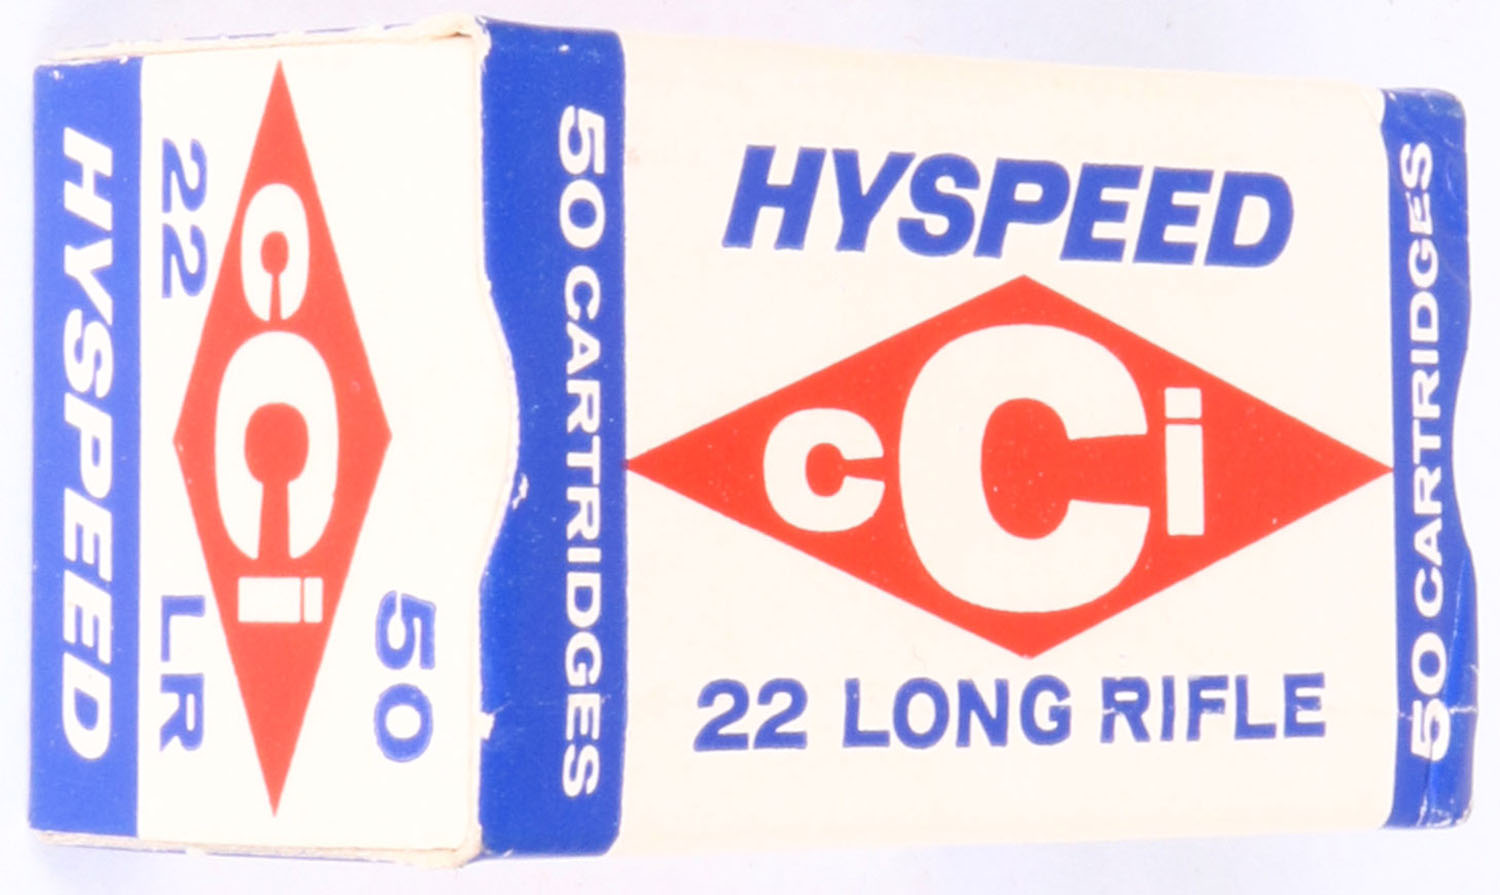 HYSPEED
22 LR
cCi
50
50 CARTRIDGES
HYSPEED
cCi
22 LONG RIFLE
50 CARTRIDGES